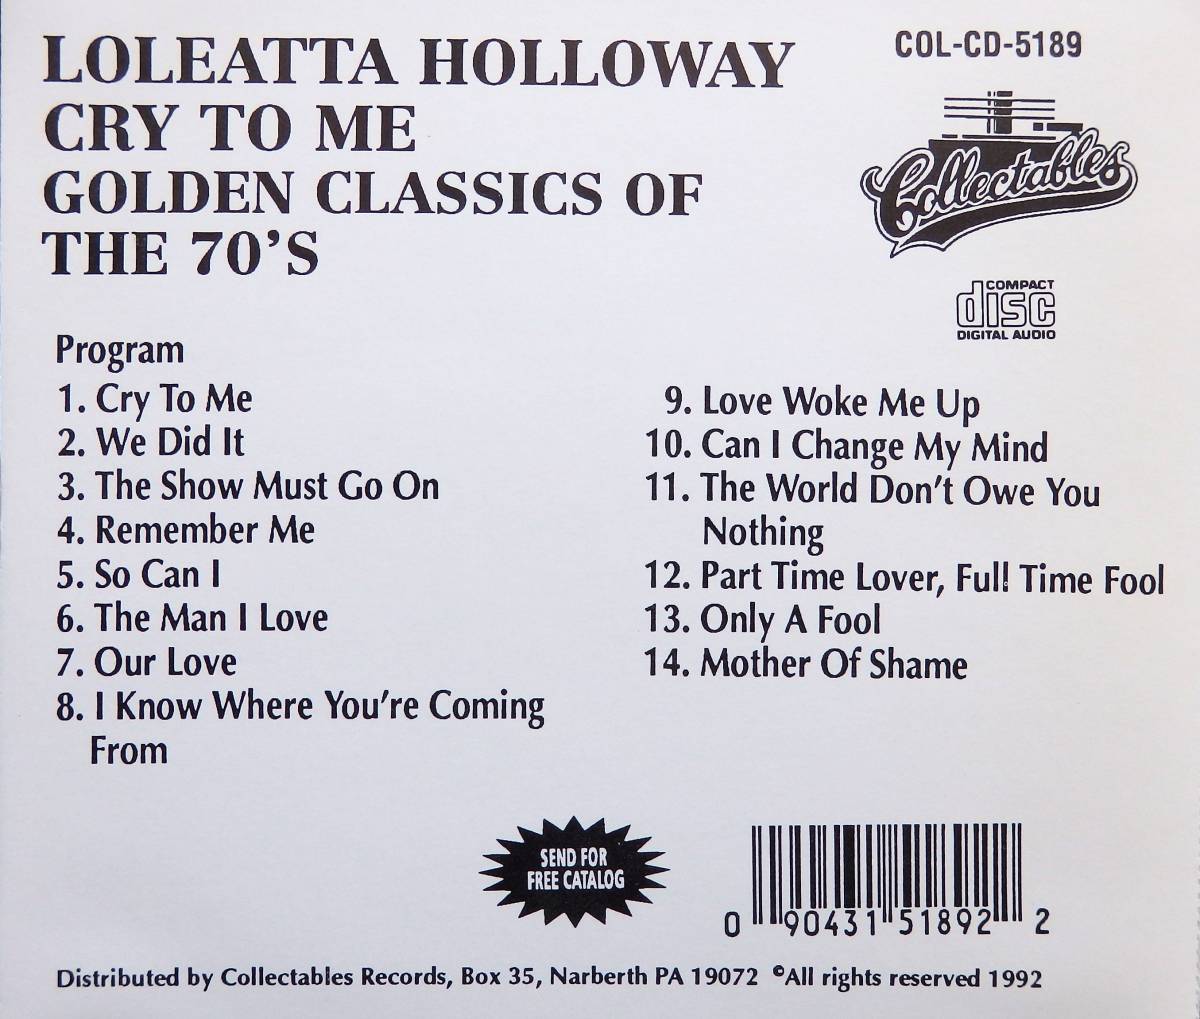 LOLEATTA HOLLOWAY
CRY TO ME
GOLDEN CLASSICS OF
THE 70'S
COL-CD-5189
Collectables
COMPACT
disc
DIGITAL AUDIO
Program
1. Cry To Me
2. We Did It
3. The Show Must Go On
4. Remember Me
5. So Can I
6. The Man I Love
7. Our Love
8. I Know Where You're Coming
From
9. Love Woke Me Up
10. Can I Change My Mind
11. The World Don't Owe You
Nothing
12. Part Time Lover, Full Time Fool
13. Only A Fool
14. Mother Of Shame
SEND FOR
FREE CATALOG
0 90431 51892 2
Distributed by Collectables Records, Box 35, Narberth PA 19072 ©All rights reserved 1992